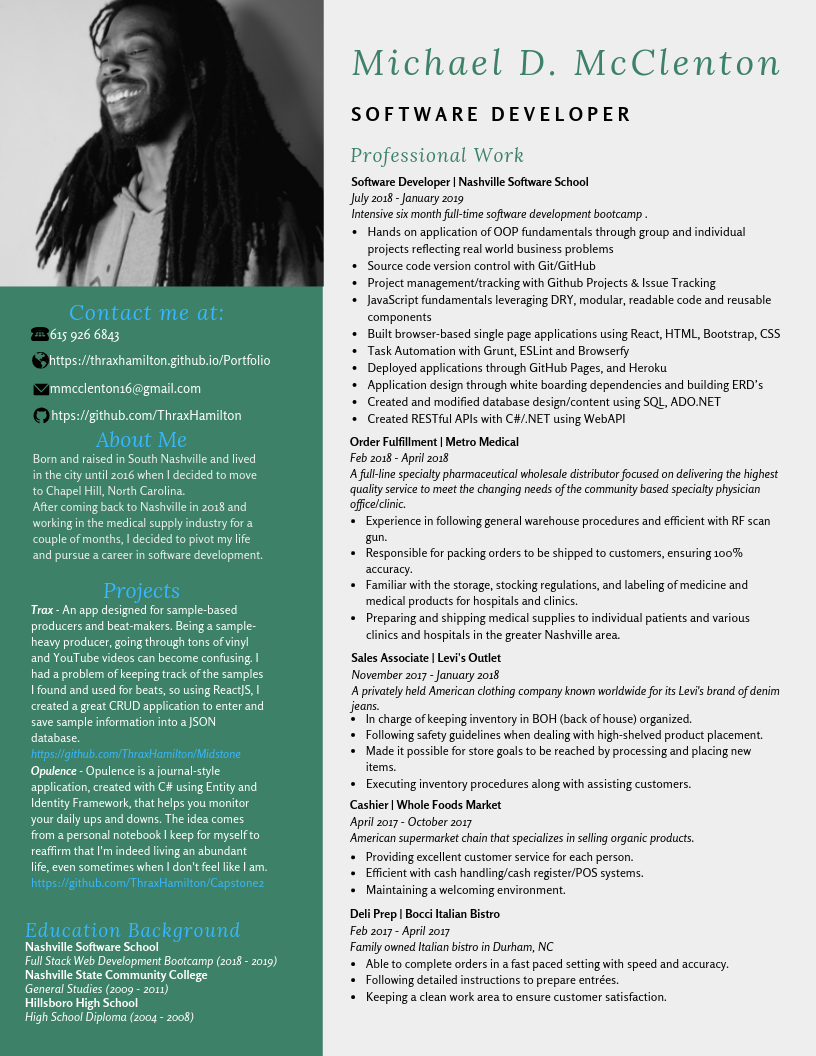 Michael D. McClenton
SOFTWARE DEVELOPER
Contact me at:
615 926 6843
https://thraxhamilton.github.io/Portfolio
mmcclenton16@gmail.com
https://github.com/ThraxHamilton
About Me
Born and raised in South Nashville and lived
in the city until 2016 when I decided to move
to Chapel Hill, North Carolina.
After coming back to Nashville in 2018 and
working in the medical supply industry for a
couple of months, I decided to pivot my life
and pursue a career in software development.
Projects
Trax - An app designed for sample-based
producers and beat-makers. Being a sample-
heavy producer, going through tons of vinyl
and YouTube videos can become confusing. I
had a problem of keeping track of the samples
I found and used for beats, so using ReactJS, I
created a great CRUD application to enter and
save sample information into a JSON
database.
https://github.com/ThraxHamilton/Midstone
Opulence - Opulence is a journal-style
application, created with C# using Entity and
Identity Framework, that helps you monitor
your daily ups and downs. The idea comes
from a personal notebook I keep for myself to
reaffirm that I'm indeed living an abundant
life, even sometimes when I don't feel like I am.
https://github.com/ThraxHamilton/Capstone2
Education Background
Nashville Software School
Full Stack Web Development Bootcamp (2018 - 2019)
Nashville State Community College
General Studies (2009 - 2011)
Hillsboro High School
High School Diploma (2004 - 2008)
Professional Work
Software Developer | Nashville Software School
July 2018 - January 2019
Intensive six month full-time software development bootcamp .
• Hands on application of OOP fundamentals through group and individual
projects reflecting real world business problems
• Source code version control with Git/GitHub
• Project management/tracking with Github Projects & Issue Tracking
• JavaScript fundamentals leveraging DRY, modular, readable code and reusable
components
• Built browser-based single page applications using React, HTML, Bootstrap, CSS
• Task Automation with Grunt, ESLint and Browserfy
• Deployed applications through GitHub Pages, and Heroku
• Application design through white boarding dependencies and building ERD's
• Created and modified database design/content using SQL, ADO.NET
• Created RESTful APIs with C#/.NET using WebAPI
Order Fulfillment | Metro Medical
Feb 2018 - April 2018
A full-line specialty pharmaceutical wholesale distributor focused on delivering the highest
quality service to meet the changing needs of the community based specialty physician
office/clinic.
• Experience in following general warehouse procedures and efficient with RF scan
gun.
• Responsible for packing orders to be shipped to customers, ensuring 100%
accuracy.
• Familiar with the storage, stocking regulations, and labeling of medicine and
medical products for hospitals and clinics.
• Preparing and shipping medical supplies to individual patients and various
clinics and hospitals in the greater Nashville area.
Sales Associate | Levi's Outlet
November 2017 - January 2018
A privately held American clothing company known worldwide for its Levi's brand of denim
jeans.
• In charge of keeping inventory in BOH (back of house) organized.
• Following safety guidelines when dealing with high-shelved product placement.
• Made it possible for store goals to be reached by processing and placing new
items.
• Executing inventory procedures along with assisting customers.
Cashier | Whole Foods Market
April 2017 - October 2017
American supermarket chain that specializes in selling organic products.
• Providing excellent customer service for each person.
• Efficient with cash handling/cash register/POS systems.
• Maintaining a welcoming environment.
Deli Prep | Bocci Italian Bistro
Feb 2017 - April 2017
Family owned Italian bistro in Durham, NC
• Able to complete orders in a fast paced setting with speed and accuracy.
• Following detailed instructions to prepare entrées.
• Keeping a clean work area to ensure customer satisfaction.